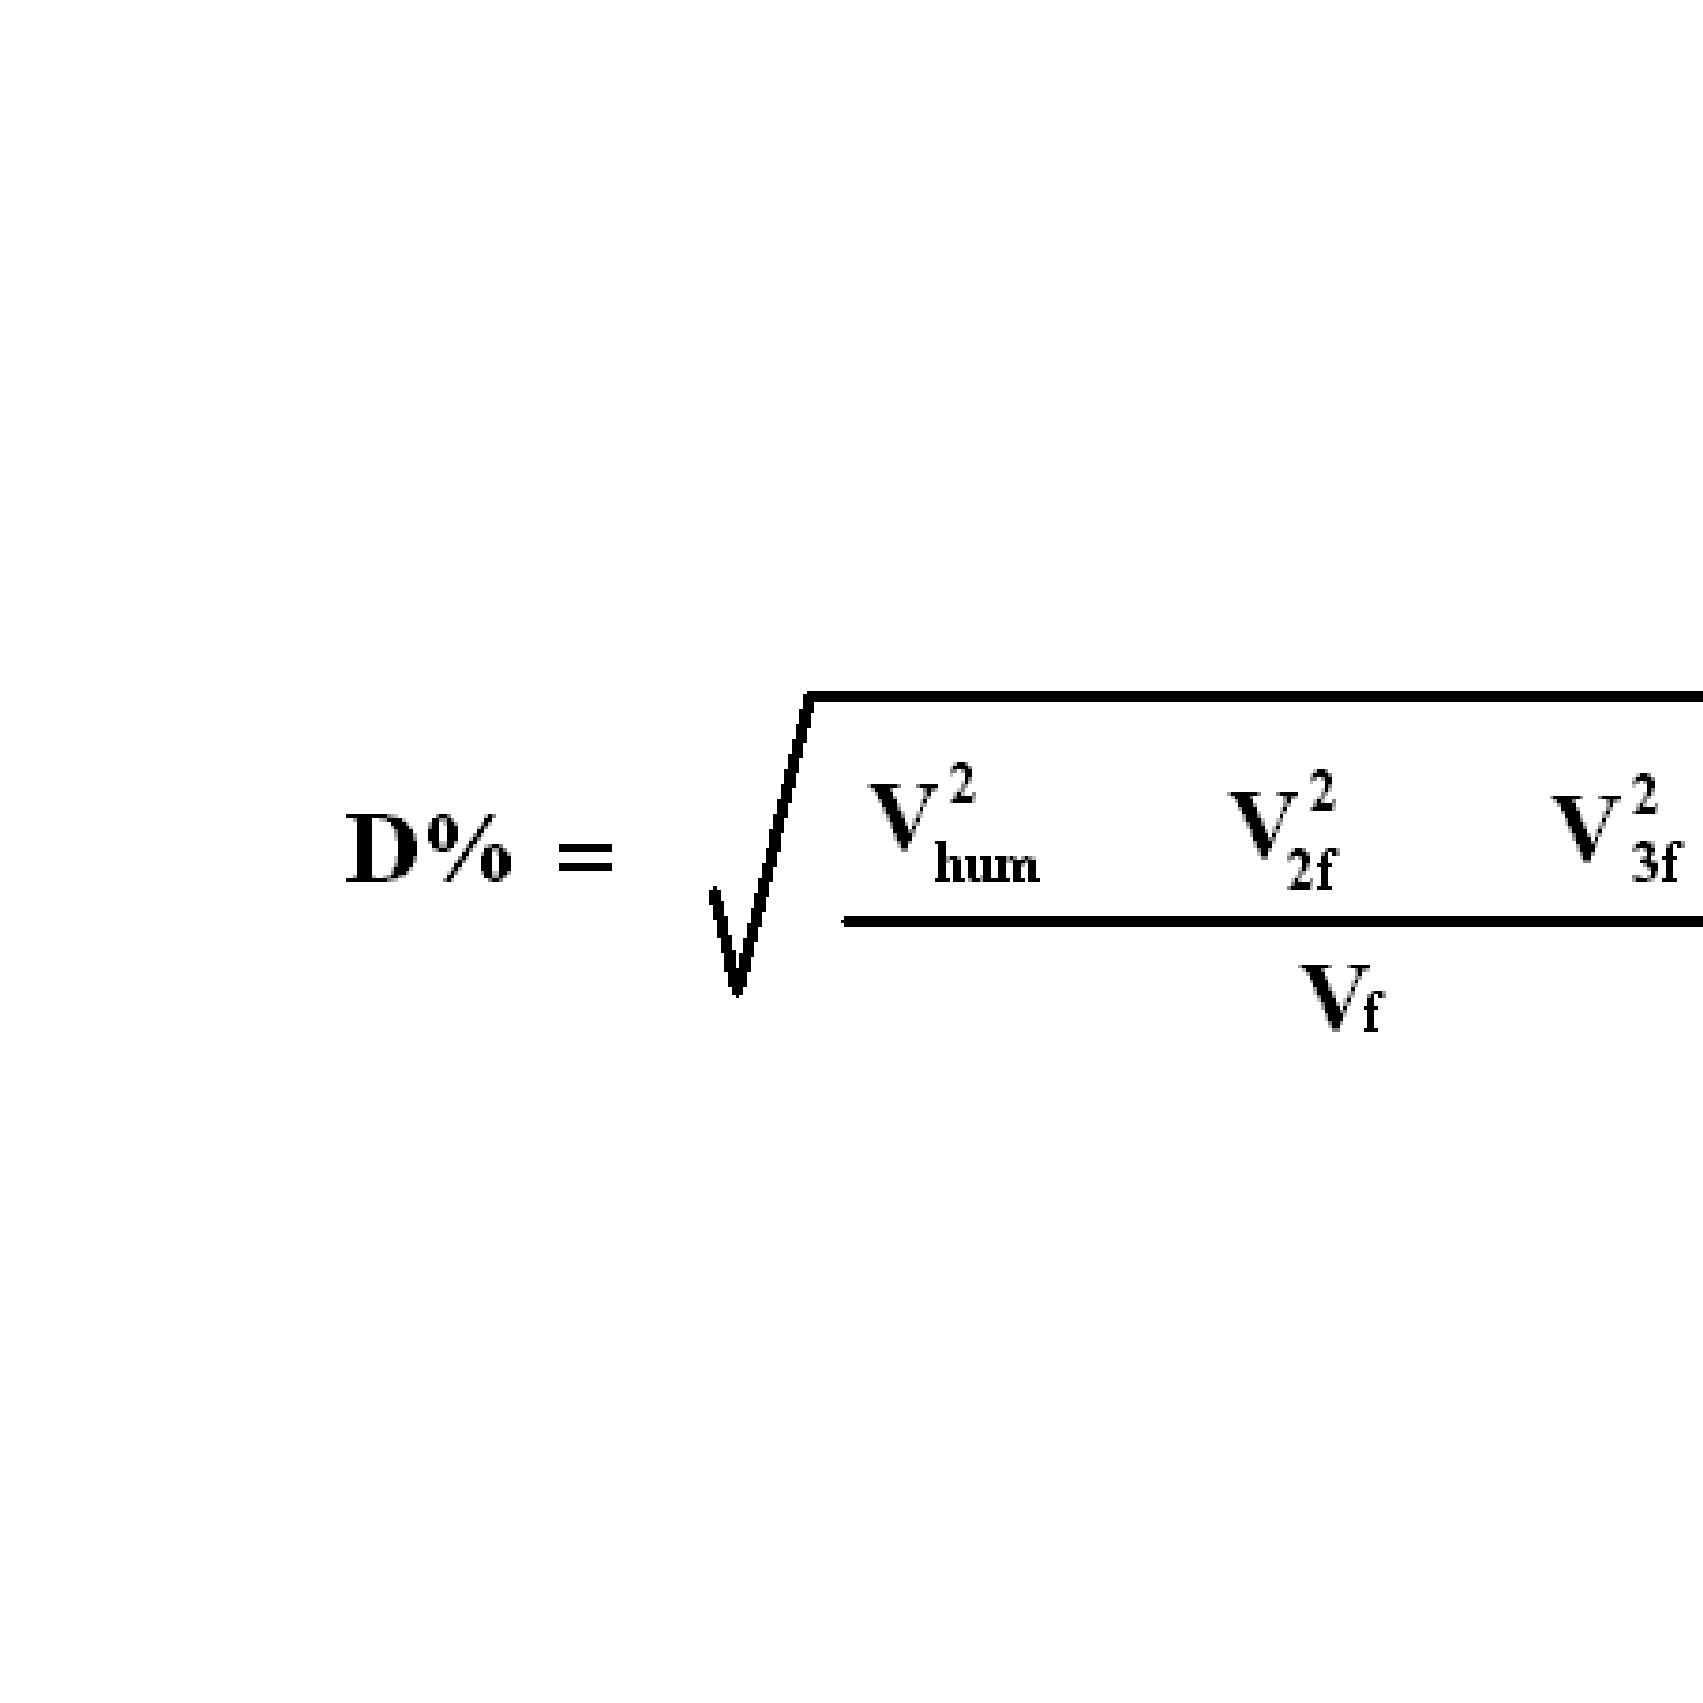 D% = √ V²hum V²2f V²3f
Vf